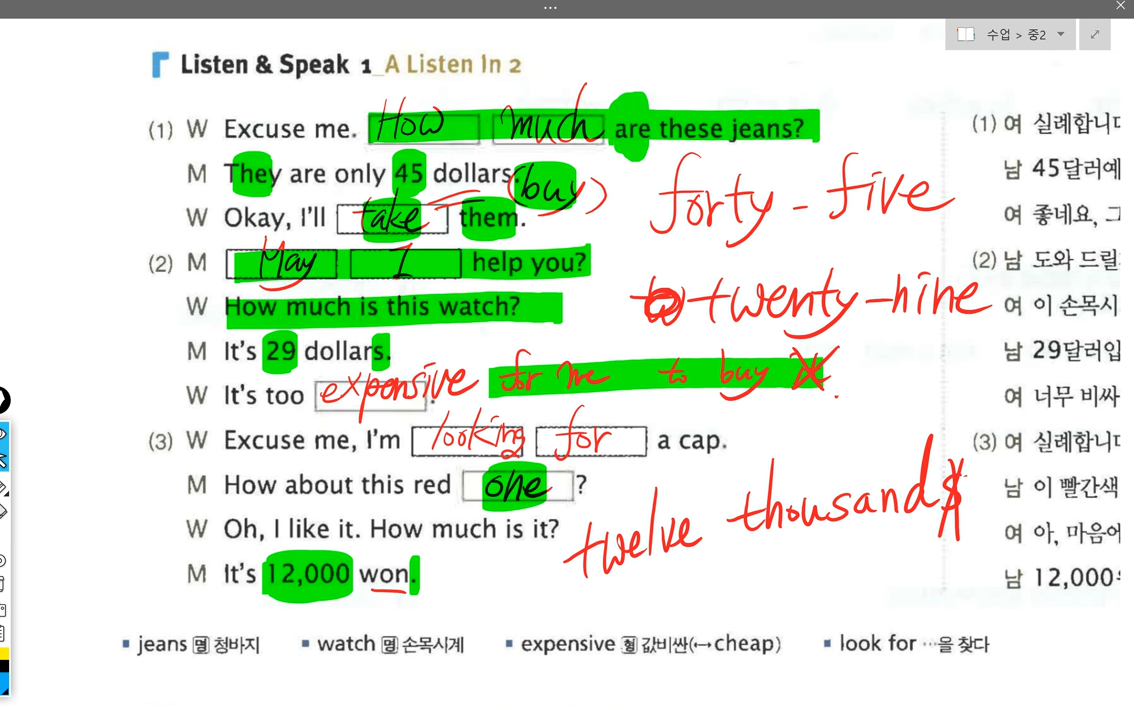 수업 > 중2
Listen & Speak 1_A Listen In 2
(1) W Excuse me. How much are these jeans?
M They are only 45 dollars.
W Okay, I'll take them.
(buy)
forty-five
(2) M May I help you?
W How much is this watch?
twenty-nine
M It's 29 dollars.
W It's too expensive for me to buy
(3) W Excuse me, I'm looking for a cap.
M How about this red one?
W Oh, I like it. How much is it?
twelve thousand
M It's 12,000 won.
(1) 여 실례합니다
남 45달러예
여 좋네요, 그
(2) 남 도와 드릴
여 이 손목시
남 29달러입
여 너무 비싸
(3) 여 실례합니다
남 이 빨간색
여 아, 마음에
남 12,000
▪ jeans 명 청바지 ▪ watch 명 손목시계 ▪ expensive 형 값비싼(↔cheap) ▪ look for …을 찾다